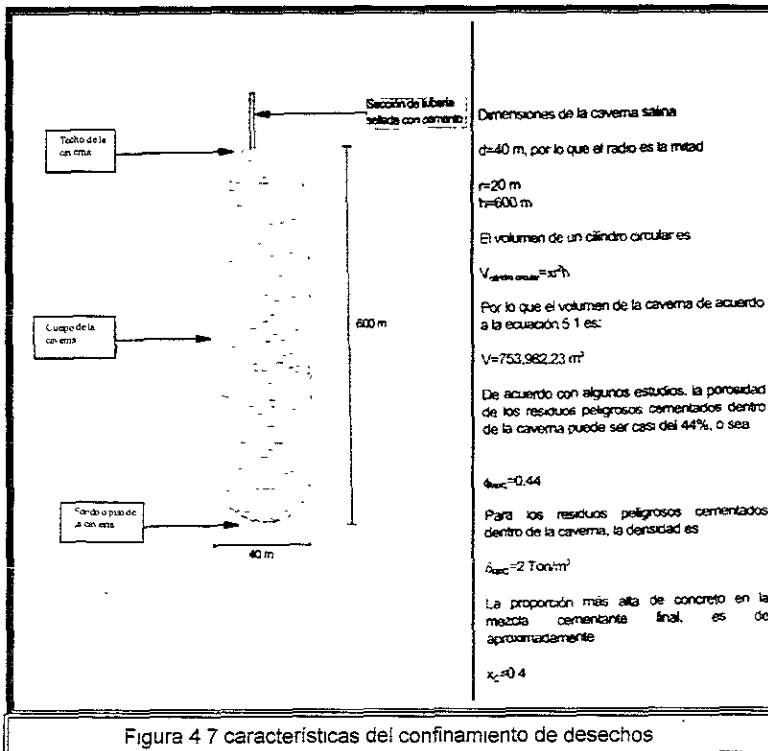 Sección de tubería
sellada con cemento
Techo de la
caverna
Cuerpo de la
caverna
Fondo o piso de
la caverna
600 m
40 m
Dimensiones de la caverna salina
d=40 m, por lo que el radio es la mitad
r=20 m
h=600 m
El volumen de un cilindro circular es
V cilindro circular=πr²h
Por lo que el volumen de la caverna de acuerdo
a la ecuación 5 1 es:
V=753,982,23 m³
De acuerdo con algunos estudios, la porosidad
de los residuos peligrosos cementados dentro
de la caverna puede ser casi del 44%, o sea
=0.44
Para los residuos peligrosos cementados
dentro de la caverna, la densidad es
=2 Ton/m³
La proporción más alta de concreto en la
mezcla cementante final, es de
aproximadamente
x_C=0 4
Figura 4 7 características del confinamiento de desechos